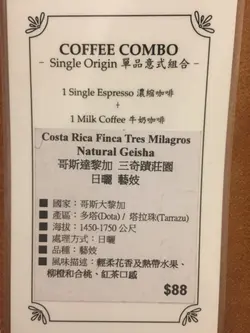 COFFEE COMBO
- Single Origin 單品意式組合 -
1 Single Espresso 濃縮咖啡
+
1 Milk Coffee 牛奶咖啡
Costa Rica Finca Tres Milagros
Natural Geisha
哥斯達黎加 三奇蹟莊園
日曬 藝妓
■ 國家：哥斯大黎加
■ 產區：多塔(Dota) / 塔拉珠(Tarrazu)
■ 海拔：1450-1750 公尺
■ 處理方式：日曬
■ 品種：藝妓
■ 風味描述：輕柔花香及熱帶水果、
柳橙和合桃、紅茶口感
$88